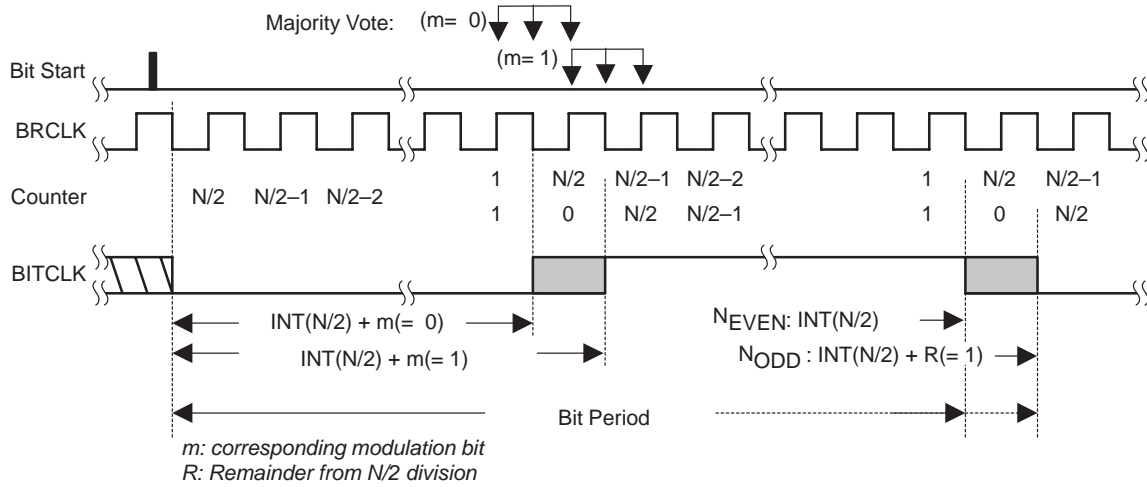 Majority Vote: (m= 0)
(m= 1)
Bit Start
BRCLK
Counter
N/2 N/2–1 N/2–2 1 N/2 N/2–1 N/2–2 1 N/2 N/2–1
1 0 N/2 N/2–1 1 0 N/2
BITCLK
INT(N/2) + m(= 0) NEVEN: INT(N/2)
INT(N/2) + m(= 1) NODD : INT(N/2) + R(= 1)
Bit Period
m: corresponding modulation bit
R: Remainder from N/2 division